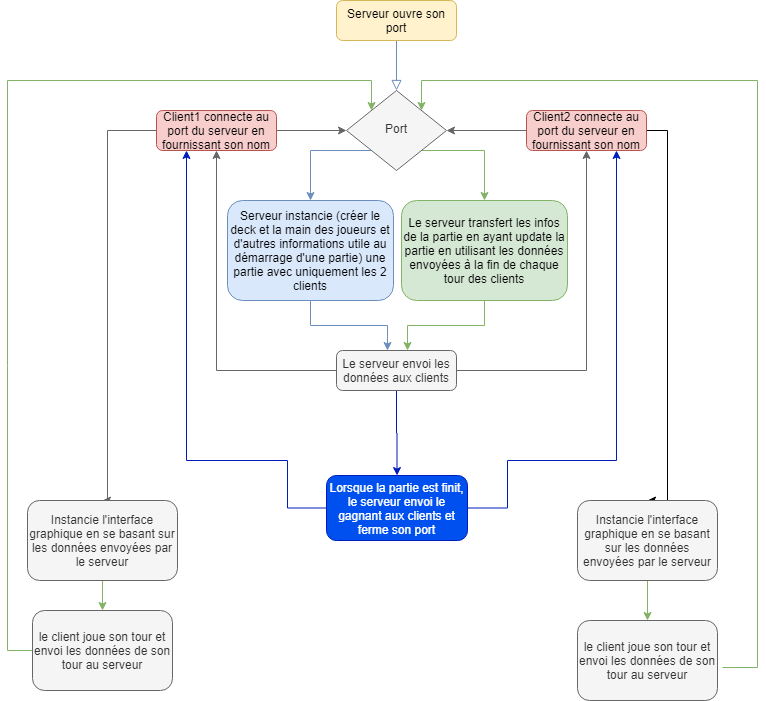 Serveur ouvre son
port
Client1 connecte au
port du serveur en
fournissant son nom
Port
Client2 connecte au
port du serveur en
fournissant son nom
Serveur instancie (créer le
deck et la main des joueurs et
d'autres informations utile au
démarrage d'une partie) une
partie avec uniquement les 2
clients
Le serveur transfert les infos
de la partie en ayant update la
partie en utilisant les données
envoyées à la fin de chaque
tour des clients
Le serveur envoi les
données aux clients
Lorsque la partie est finit,
le serveur envoi le
gagnant aux clients et
ferme son port
Instancie l'interface
graphique en se basant sur
les données envoyées par
le serveur
Instancie l'interface
graphique en se basant
sur les données
envoyées par le serveur
le client joue son tour et
envoi les données de son
tour au serveur
le client joue son tour et
envoi les données de son
tour au serveur